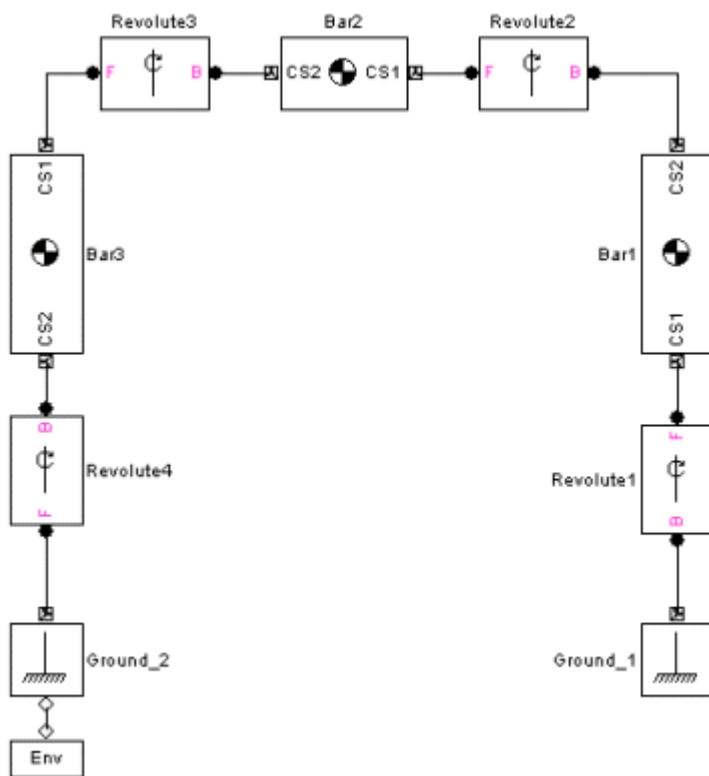 Revolute3
Bar2
Revolute2
F
B
CS2
CS1
F
B
CS1
CS2
Bar3
Bar1
CS2
CS1
B
F
Revolute4
Revolute1
F
B
Ground_2
Ground_1
Env